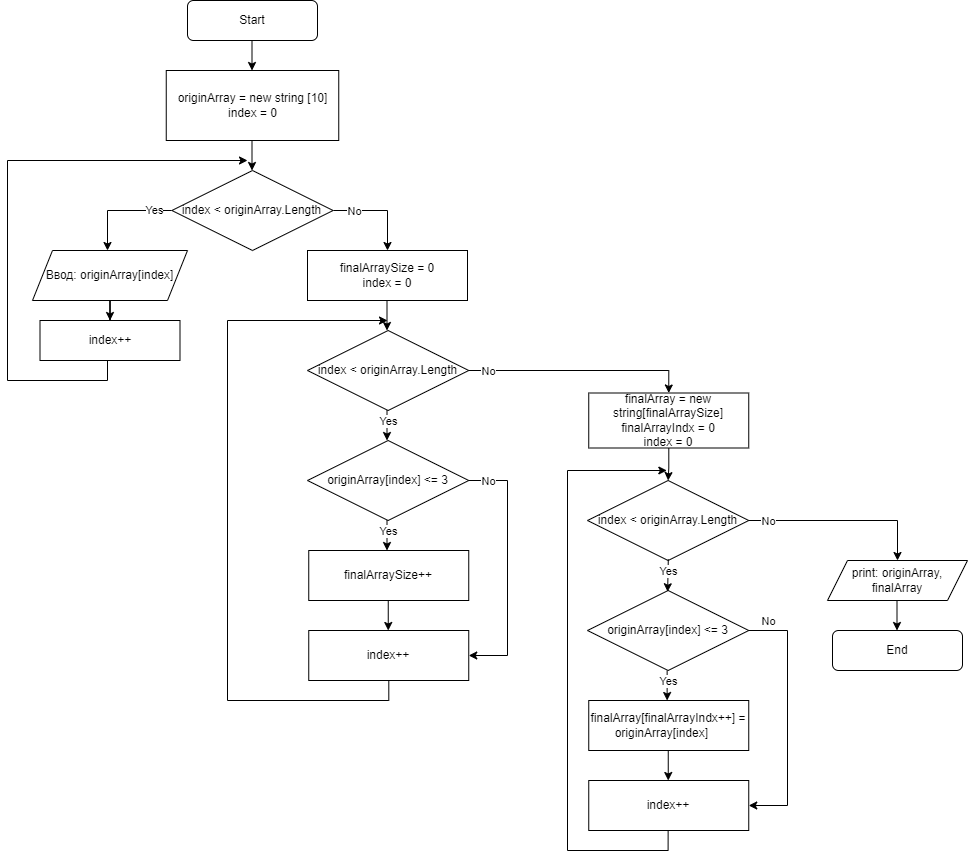 Start
originArray = new string [10]
index = 0
index < originArray.Length
Yes
No
Ввод: originArray[index]
index++
finalArraySize = 0
index = 0
index < originArray.Length
No
Yes
originArray[index] <= 3
No
Yes
finalArraySize++
index++
finalArray = new
string[finalArraySize]
finalArrayIndx = 0
index = 0
index < originArray.Length
No
Yes
originArray[index] <= 3
No
Yes
finalArray[finalArrayIndx++] =
originArray[index]
index++
print: originArray,
finalArray
End